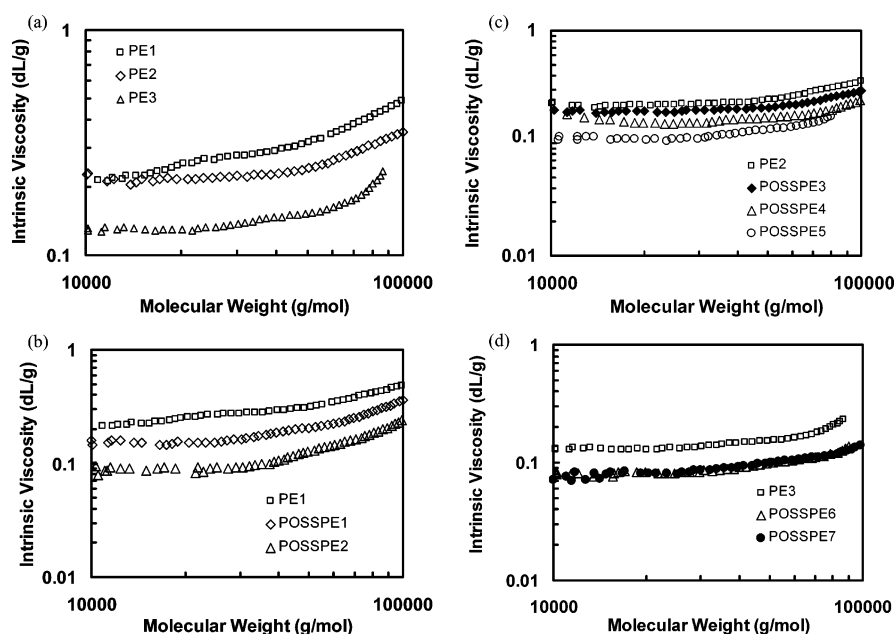 (a)
1
PE1
PE2
PE3
Intrinsic Viscosity (dL/g)
0.1
10000
100000
Molecular Weight (g/mol)
(b)
1
Intrinsic Viscosity (dL/g)
0.1
PE1
POSSPE1
POSSPE2
0.01
10000
100000
Molecular Weight (g/mol)
(c)
1
Intrinsic Viscosity (dL/g)
0.1
PE2
POSSPE3
POSSPE4
POSSPE5
0.01
10000
100000
Molecular Weight (g/mol)
(d)
1
Intrinsic Viscosity (dL/g)
0.1
PE3
POSSPE6
POSSPE7
0.01
10000
100000
Molecular Weight (g/mol)